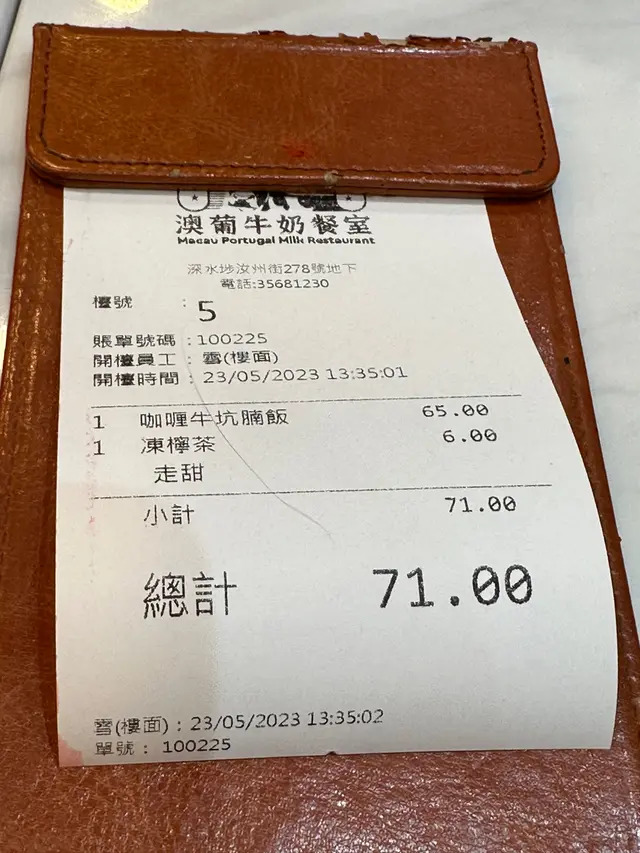 澳葡牛奶餐室
Macau Portugal Milk Restaurant
深水埗汝州街278號地下
電話:35681230
檯號 : 5
賬單號碼 : 100225
開檯員工 : 雲(樓面)
開檯時間 : 23/05/2023 13:35:01
1 咖喱牛坑腩飯 65.00
1 凍檸茶 6.00
走甜
小計 71.00
總計 71.00
雲(樓面) : 23/05/2023 13:35:02
單號 : 100225